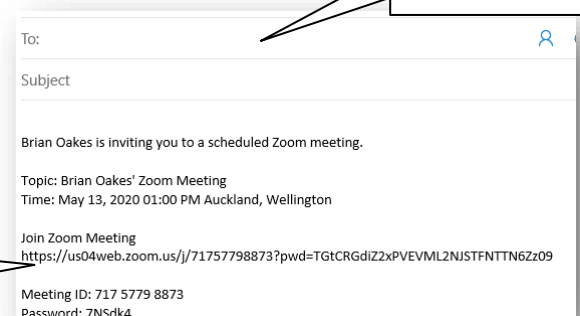 To:
Subject
Brian Oakes is inviting you to a scheduled Zoom meeting.
Topic: Brian Oakes' Zoom Meeting
Time: May 13, 2020 01:00 PM Auckland, Wellington
Join Zoom Meeting
https://us04web.zoom.us/j/71757798873?pwd=TGtCRGdiZ2xPVEVML2NJSTFNTTN6Zz09
Meeting ID: 717 5779 8873
Password: 7NSdk4